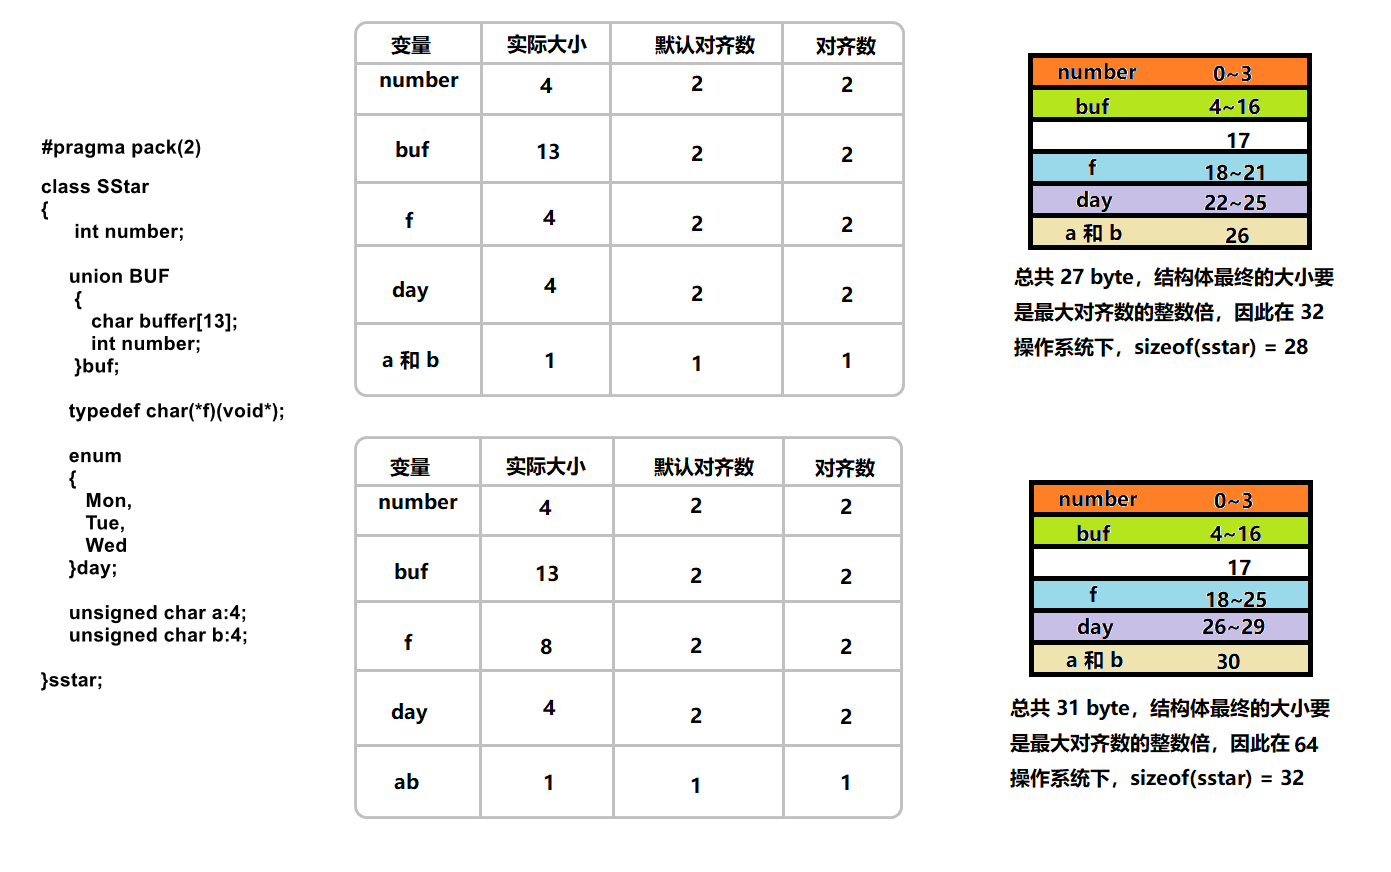 #pragma pack(2)
class SStar
{
int number;
union BUF
{
char buffer[13];
int number;
}buf;
typedef char(*f)(void*);
enum
{
Mon,
Tue,
Wed
}day;
unsigned char a:4;
unsigned char b:4;
}sstar;
变量 实际大小 默认对齐数 对齐数
number 4 2 2
buf 13 2 2
f 4 2 2
day 4 2 2
a 和 b 1 1 1
number 0~3
buf 4~16
17
f 18~21
day 22~25
a 和 b 26
总共 27 byte，结构体最终的大小要
是最大对齐数的整数倍，因此在 32
操作系统下，sizeof(sstar) = 28
变量 实际大小 默认对齐数 对齐数
number 4 2 2
buf 13 2 2
f 8 2 2
day 4 2 2
ab 1 1 1
number 0~3
buf 4~16
17
f 18~25
day 26~29
a 和 b 30
总共 31 byte，结构体最终的大小要
是最大对齐数的整数倍，因此在 64
操作系统下，sizeof(sstar) = 32